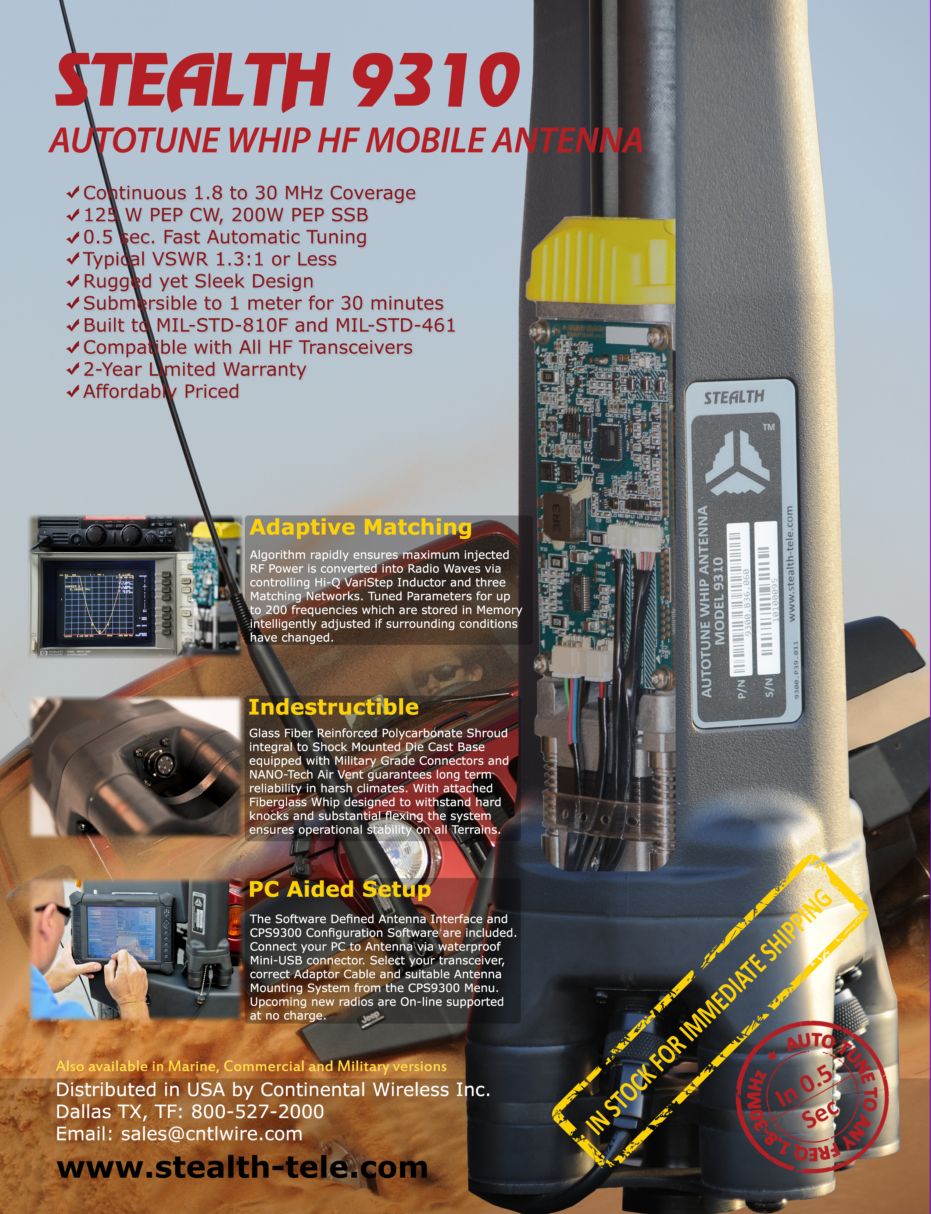 STEALTH 9310
AUTOTUNE WHIP HF MOBILE ANTENNA
✓Continuous 1.8 to 30 MHz Coverage
✓125 W PEP CW, 200W PEP SSB
✓0.5 sec. Fast Automatic Tuning
✓Typical VSWR 1.3:1 or Less
✓Rugged yet Sleek Design
✓Submersible to 1 meter for 30 minutes
✓Built to MIL-STD-810F and MIL-STD-461
✓Compatible with All HF Transceivers
✓2-Year Limited Warranty
✓Affordably Priced
STEALTH
TM
AUTOTUNE WHIP ANTENNA
MODEL 9310
P/N
9300.B36.060
S/N
9300.P39.011
www.stealth-tele.com
3R3
Adaptive Matching
Algorithm rapidly ensures maximum injected
RF Power is converted into Radio Waves via
controlling Hi-Q VariStep Inductor and three
Matching Networks. Tuned Parameters for up
to 200 frequencies which are stored in Memory
intelligently adjusted if surrounding conditions
have changed.
Indestructible
Glass Fiber Reinforced Polycarbonate Shroud
integral to Shock Mounted Die Cast Base
equipped with Military Grade Connectors and
NANO-Tech Air Vent guarantees long term
reliability in harsh climates. With attached
Fiberglass Whip designed to withstand hard
knocks and substantial flexing the system
ensures operational stability on all Terrains.
PC Aided Setup
The Software Defined Antenna Interface and
CPS9300 Configuration Software are included.
Connect your PC to Antenna via waterproof
Mini-USB connector. Select your transceiver,
correct Adaptor Cable and suitable Antenna
Mounting System from the CPS9300 Menu.
Upcoming new radios are On-line supported
at no charge.
Jeep
IN STOCK FOR IMMEDIATE SHIPPING
AUTO TUNE TO ANY FREQ 1.8-30MHz
In 0.5
Sec
Also available in Marine, Commercial and Military versions
Distributed in USA by Continental Wireless Inc.
Dallas TX, TF: 800-527-2000
Email: sales@cntlwire.com
www.stealth-tele.com